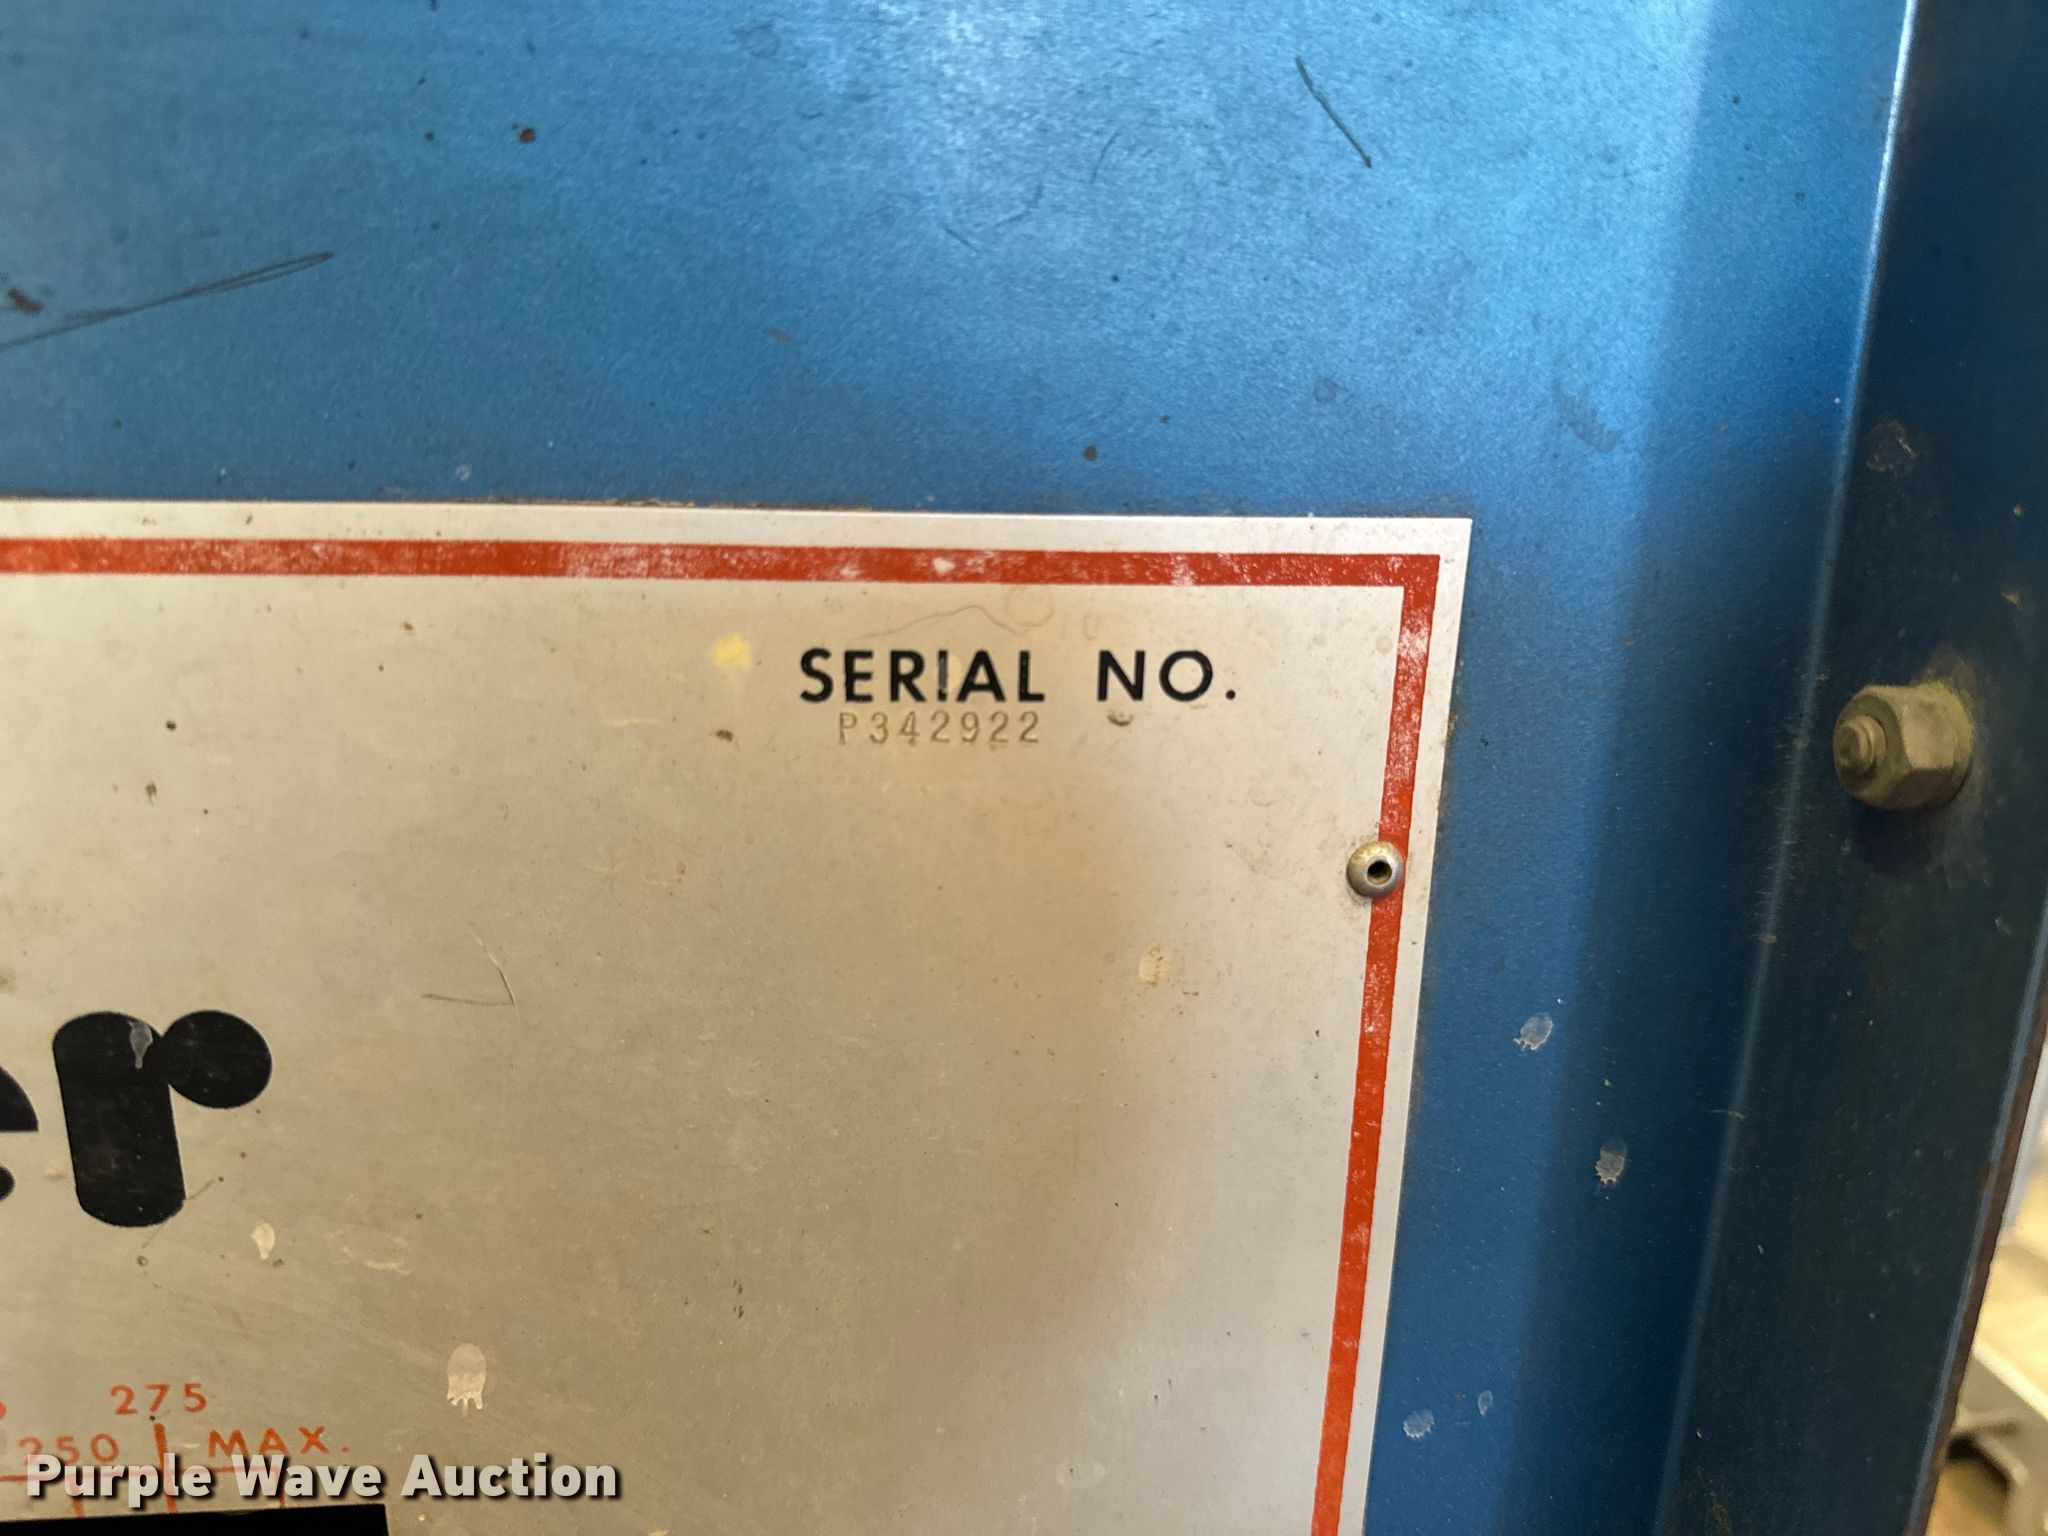 SERIAL NO.
P342922
er
275
250 MAX.
Purple Wave Auction